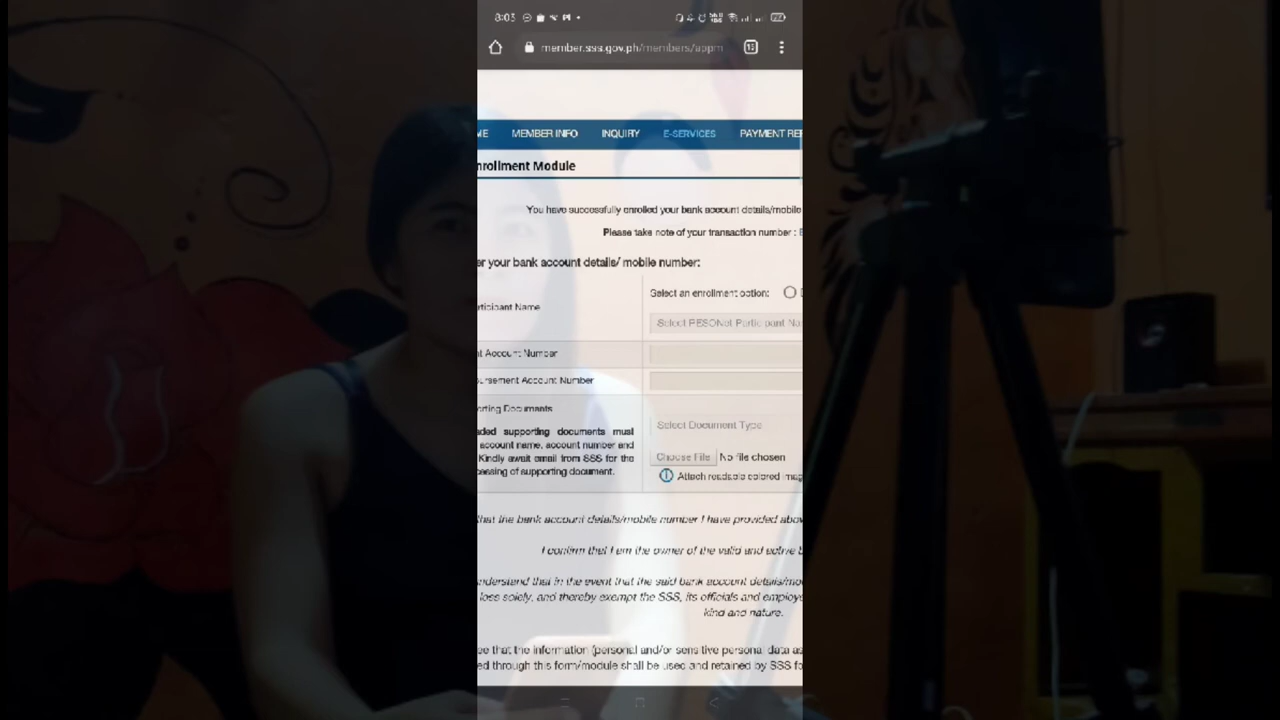 8:03
member.sss.gov.ph/members/appm
ME MEMBER INFO INQUIRY E-SERVICES PAYMENT REF
nrollment Module
You have successfully enrolled your bank account details/mobile
Please take note of your transaction number :
er your bank account details/ mobile number:
Select an enrollment option:
rticipant Name
Select PESONet Participant Na
nt Account Number
ursement Account Number
orting Documents
aded supporting documents must
Select Document Type
account name, account number and
Kindly await email from SSS for the
Choose File No file chosen
cessing of supporting document.
Attach readable colored imag
that the bank account details/mobile number I have provided abov
I confirm that I am the owner of the valid and active b
understand that in the event that the said bank account details/mo
loss solely, and thereby exempt the SSS, its officials and employe
kind and nature.
ee that the information (personal and/or sensitive personal data as
ed through this form/module shall be used and retained by SSS fo